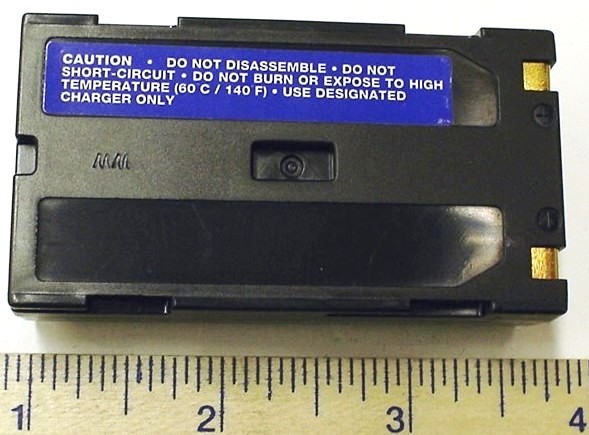 CAUTION • DO NOT DISASSEMBLE • DO NOT
SHORT-CIRCUIT • DO NOT BURN OR EXPOSE TO HIGH
TEMPERATURE (60 C / 140 F) • USE DESIGNATED
CHARGER ONLY
1 2 3 4